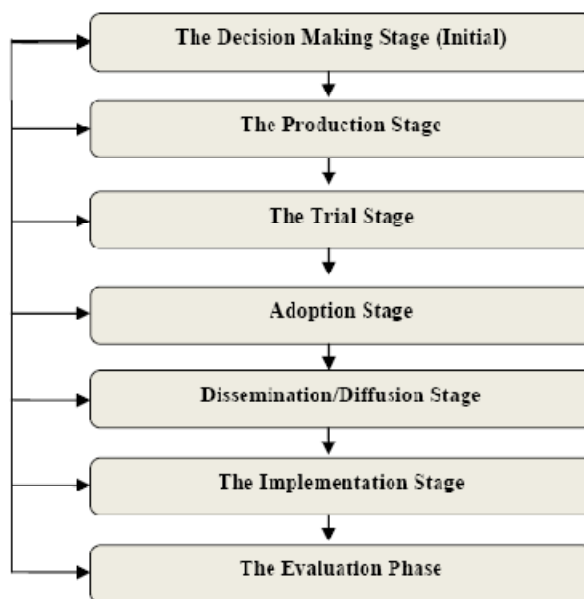 The Decision Making Stage (Initial)
The Production Stage
The Trial Stage
Adoption Stage
Dissemination/Diffusion Stage
The Implementation Stage
The Evaluation Phase